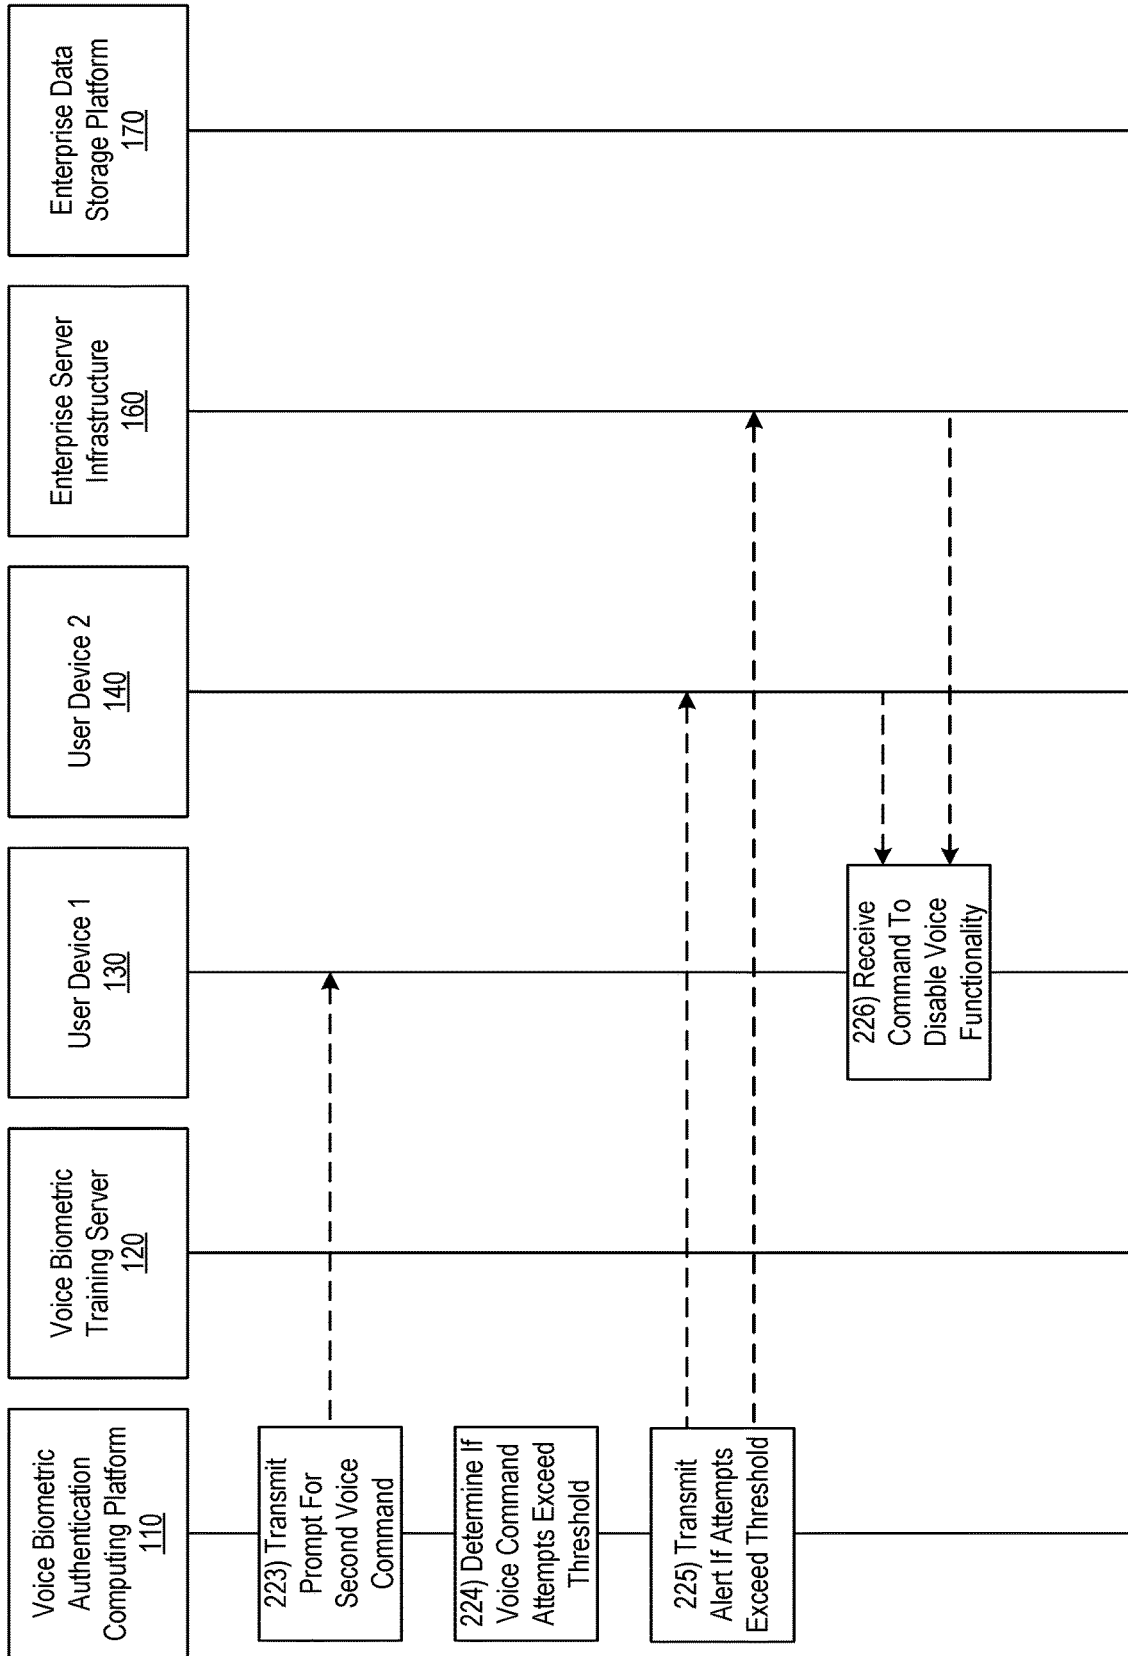 Voice Biometric
Authentication
Computing Platform
110
Voice Biometric
Training Server
120
User Device 1
130
User Device 2
140
Enterprise Server
Infrastructure
160
Enterprise Data
Storage Platform
170
223) Transmit
Prompt For
Second Voice
Command
224) Determine If
Voice Command
Attempts Exceed
Threshold
225) Transmit
Alert If Attempts
Exceed Threshold
226) Receive
Command To
Disable Voice
Functionality